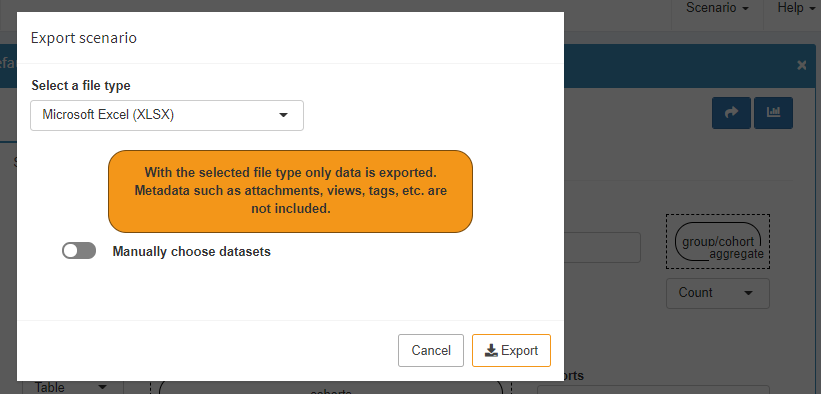 Scenario Help
Export scenario
Select a file type
Microsoft Excel (XLSX)
With the selected file type only data is exported.
Metadata such as attachments, views, tags, etc. are
not included.
Manually choose datasets
group/cohort
aggregate
Count
Cancel Export
Table
cohorts